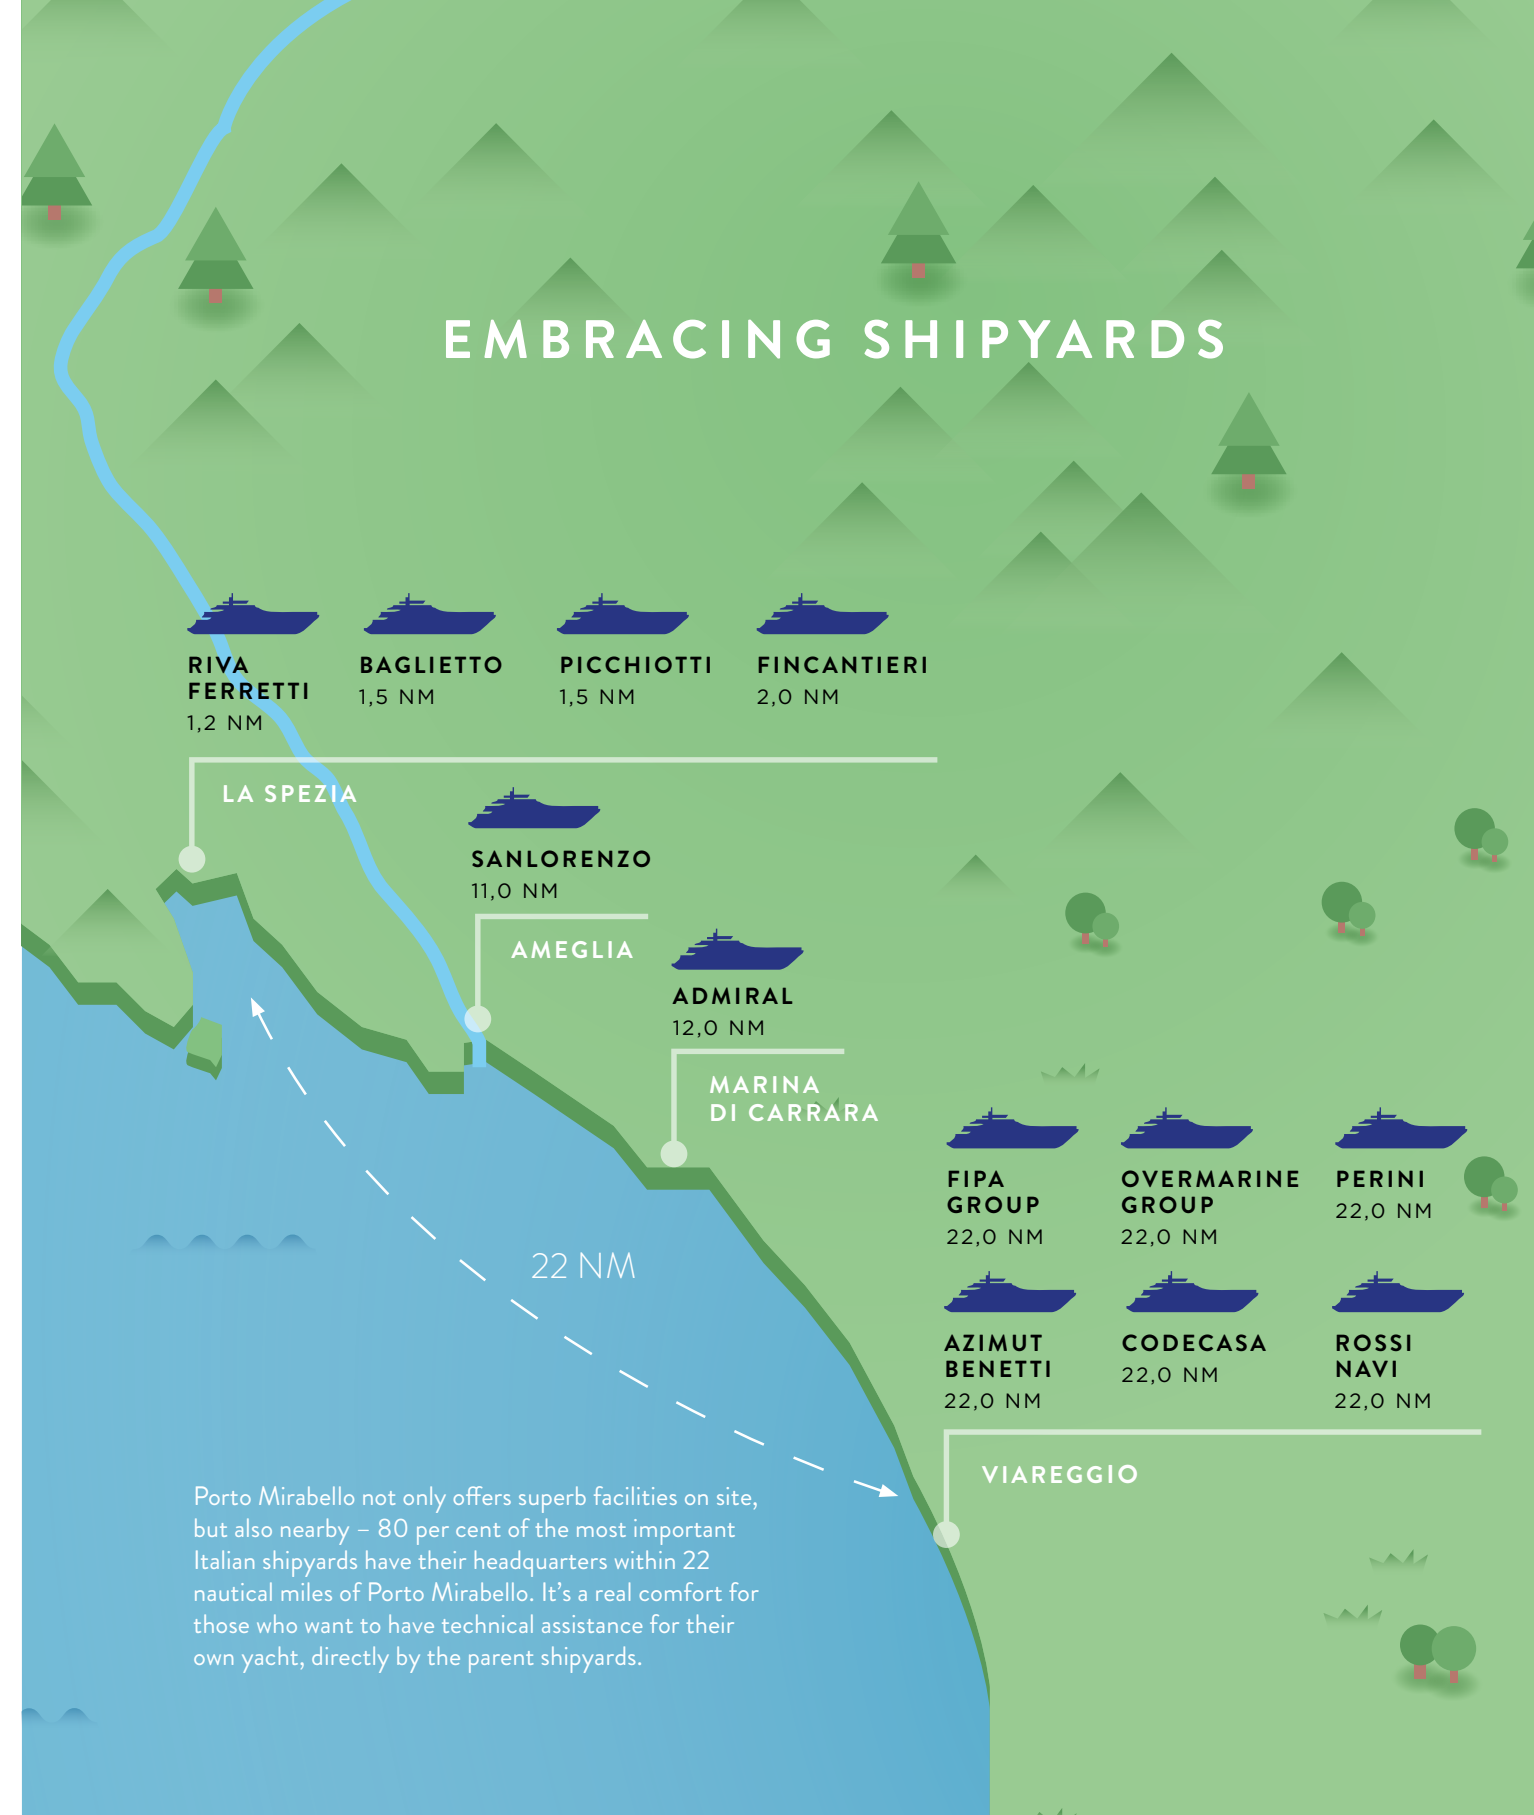 EMBRACING SHIPYARDS
RIVA
FERRETTI
1,2 NM
BAGLIETTO
1,5 NM
PICCHIOTTI
1,5 NM
FINCANTIERI
2,0 NM
LA SPEZIA
SANLORENZO
11,0 NM
AMEGLIA
ADMIRAL
12,0 NM
MARINA
DI CARRARA
FIPA
GROUP
22,0 NM
OVERMARINE
GROUP
22,0 NM
PERINI
22,0 NM
AZIMUT
BENETTI
22,0 NM
CODECASA
22,0 NM
ROSSI
NAVI
22,0 NM
VIAREGGIO
22 NM
Porto Mirabello not only offers superb facilities on site,
but also nearby – 80 per cent of the most important
Italian shipyards have their headquarters within 22
nautical miles of Porto Mirabello. It’s a real comfort for
those who want to have technical assistance for their
own yacht, directly by the parent shipyards.